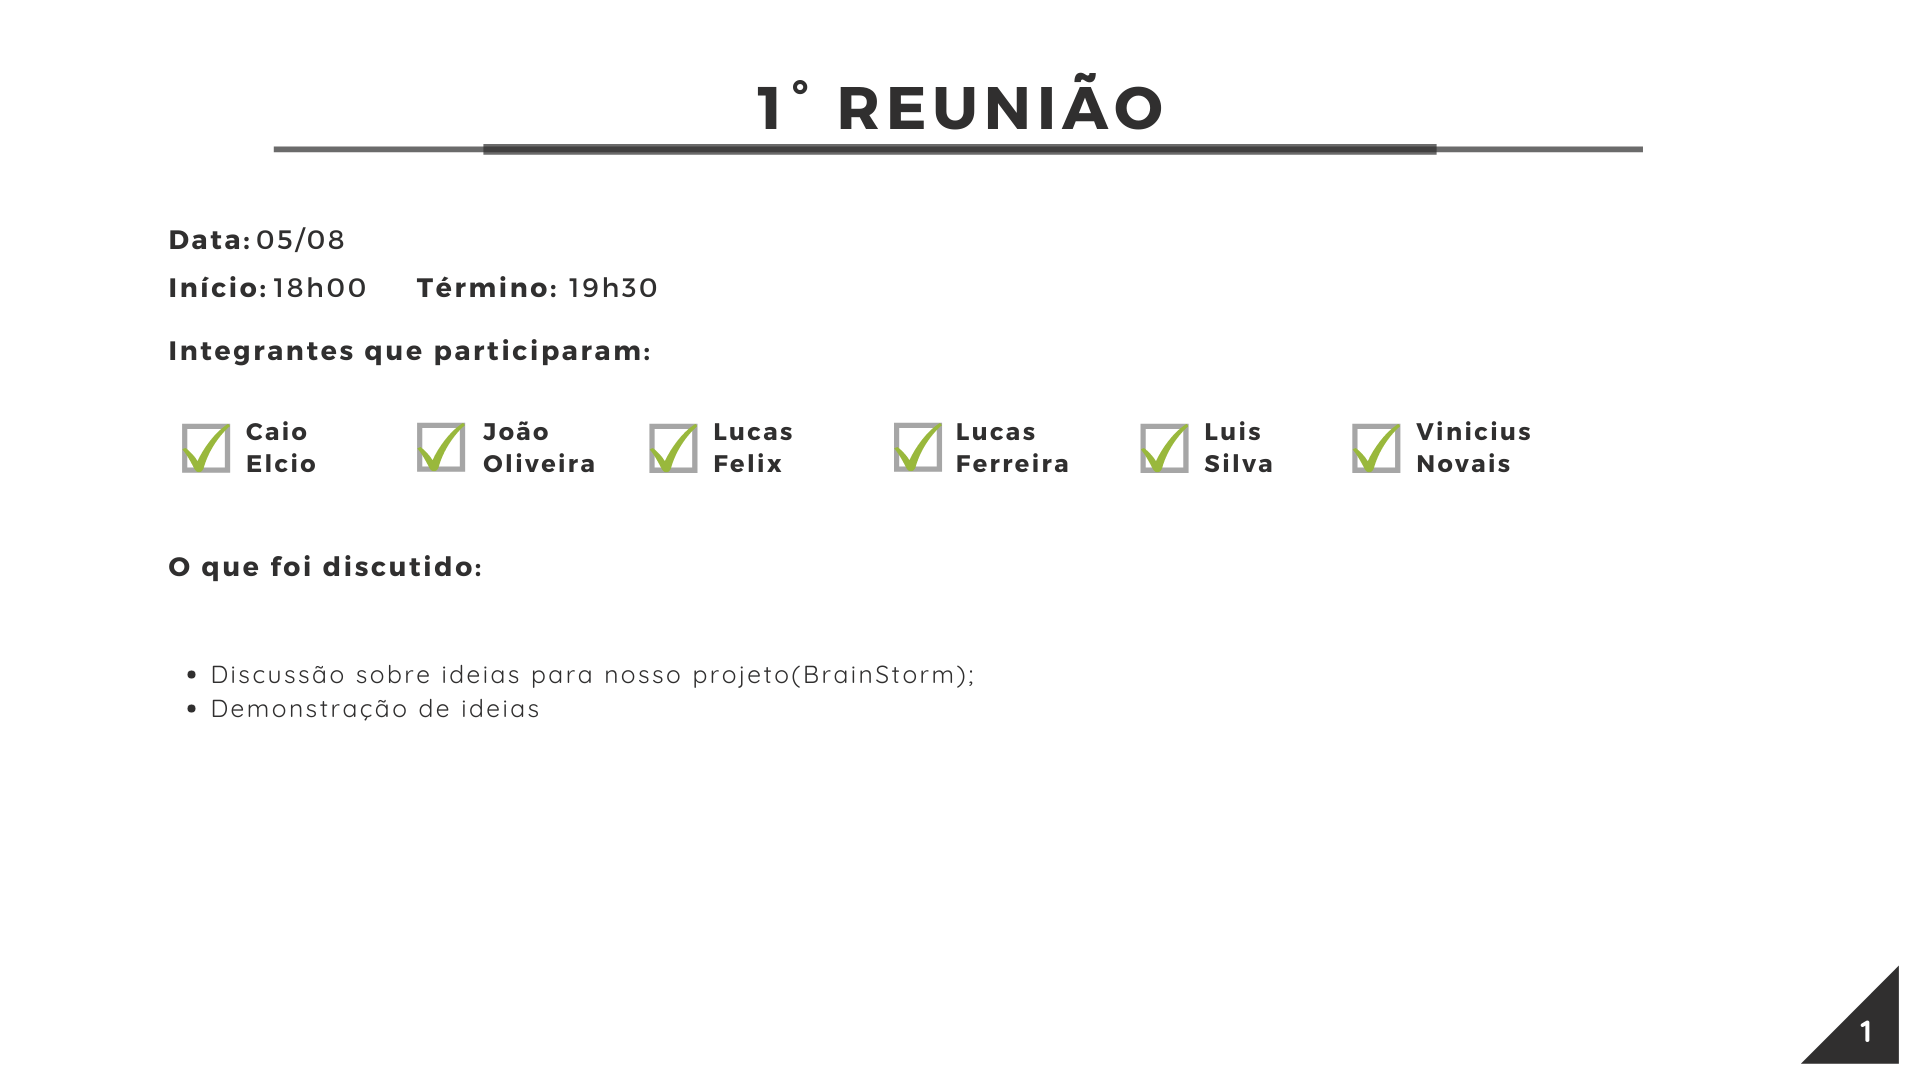 1° REUNIÃO
Data: 05/08
Início: 18h00 Término: 19h30
Integrantes que participaram:
Caio
Elcio
João
Oliveira
Lucas
Felix
Lucas
Ferreira
Luis
Silva
Vinicius
Novais
O que foi discutido:
• Discussão sobre ideias para nosso projeto(BrainStorm);
• Demonstração de ideias
1